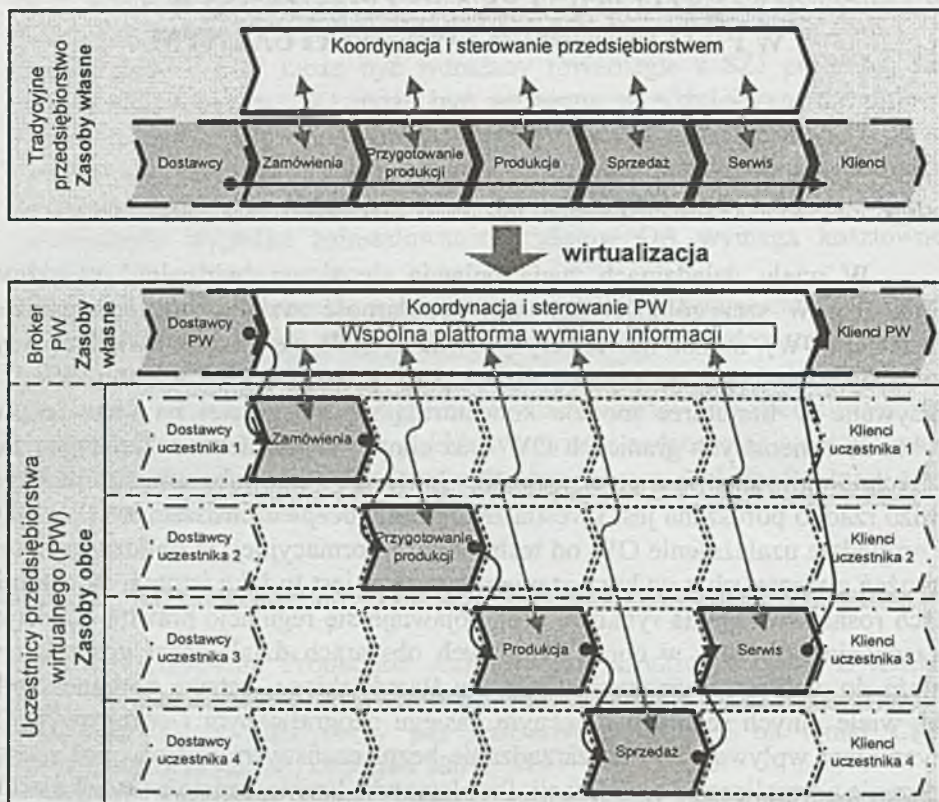 Tradycyjne
przedsiębiorstwo
Zasoby własne
Koordynacja i sterowanie przedsiębiorstwem
Dostawcy
Zamówienia
Przygotowanie
produkcji
Produkcja
Sprzedaż
Serwis
Klienci
wirtualizacja
Broker
PW
Zasoby
własne
Dostawcy
PW
Koordynacja i sterowanie PW
Wspólna platforma wymiany informacji
Klienci PW
Uczestnicy przedsiębiorstwa
wirtualnego (PW)
Zasoby obce
Dostawcy
uczestnika 1
Zamówienia
Klienci
uczestnika 1
Dostawcy
uczestnika 2
Przygotowanie
produkcji
Klienci
uczestnika 2
Dostawcy
uczestnika 3
Produkcja
Serwis
Klienci
uczestnika 3
Dostawcy
uczestnika 4
Sprzedaż
Klienci
uczestnika 4